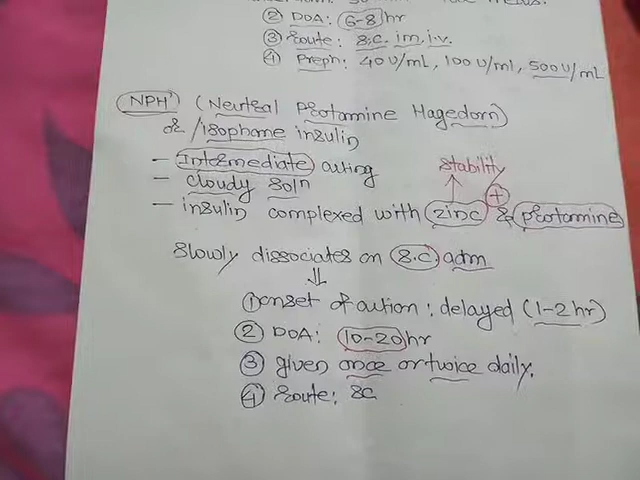 ② DOA: 6-8 hr
③ Route: s.c. i.m. i.v.
④ Prepn: 40 U/ml, 100 U/ml, 500 U/mL
NPH (Neutral Protamine Hagedorn)
or /isophane insulin
- Intermediate acting
stability
- cloudy soln
- insulin complexed with zinc + & protamine
slowly dissociates on s.c. adm
⇓
① onset of action: delayed (1-2 hr)
② DOA: 10-20 hr
③ given once or twice daily.
④ Route: SC